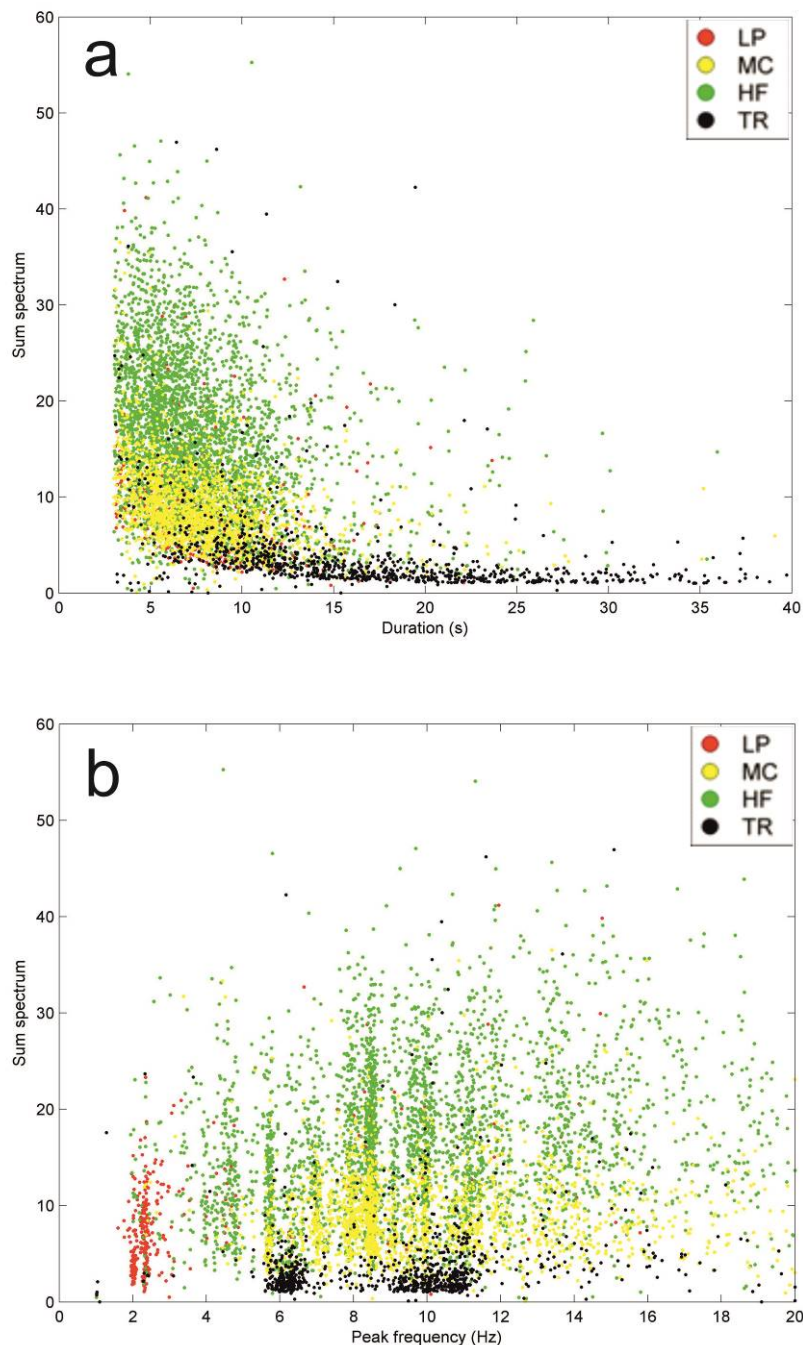 a
60
50
40
30
20
10
0
Sum spectrum
LP
MC
HF
TR
0 5 10 15 20 25 30 35 40
Duration (s)
b
60
50
40
30
20
10
0
Sum spectrum
LP
MC
HF
TR
0 2 4 6 8 10 12 14 16 18 20
Peak frequency (Hz)